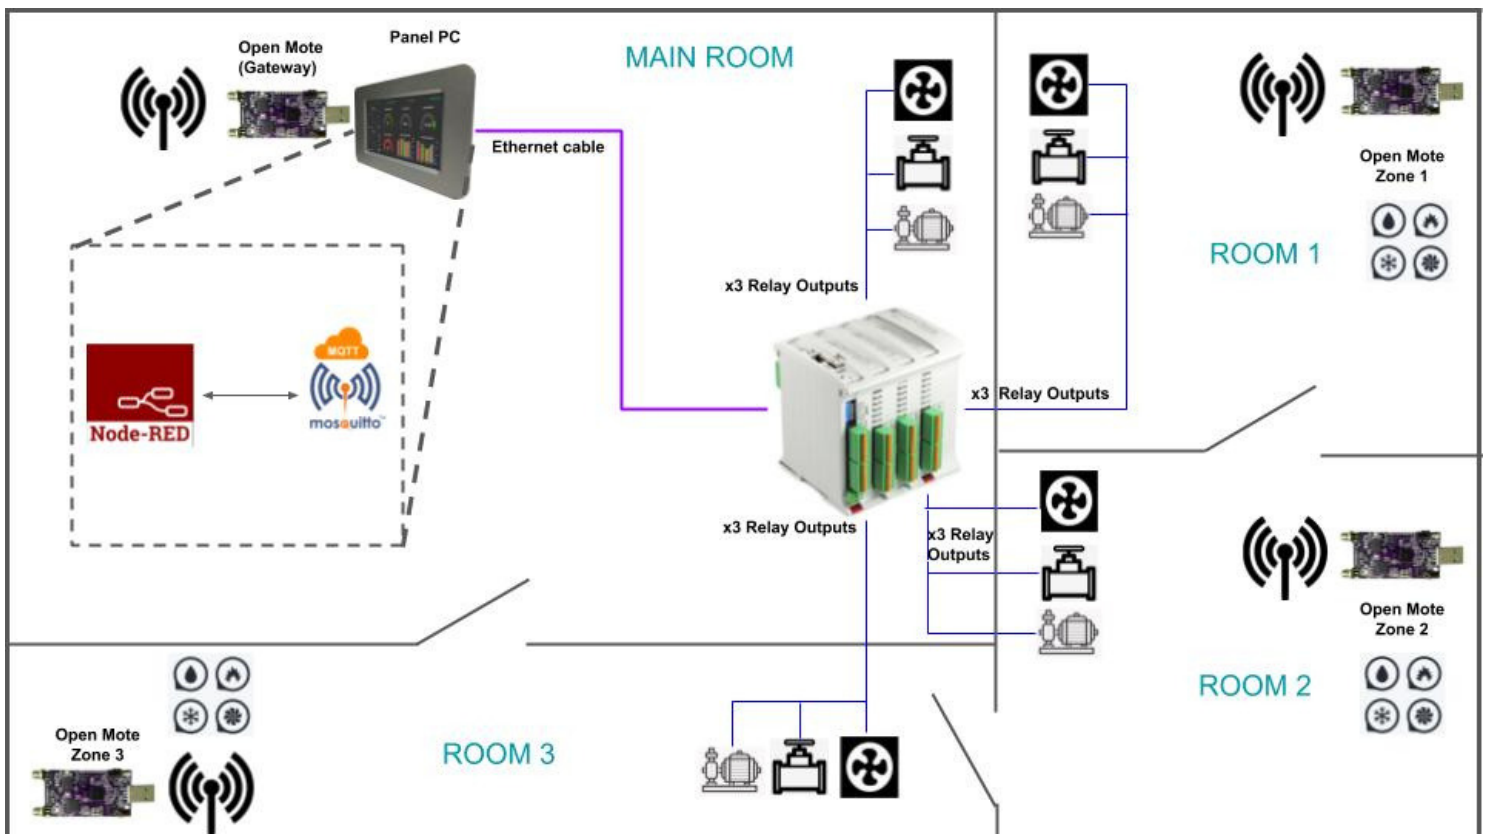 Panel PC
Open Mote
(Gateway)
MAIN ROOM
Ethernet cable
Open Mote
Zone 1
ROOM 1
x3 Relay Outputs
x3 Relay Outputs
MQTT
mosquitto™
Node-RED
x3 Relay Outputs
x3 Relay
Outputs
Open Mote
Zone 2
ROOM 2
Open Mote
Zone 3
ROOM 3